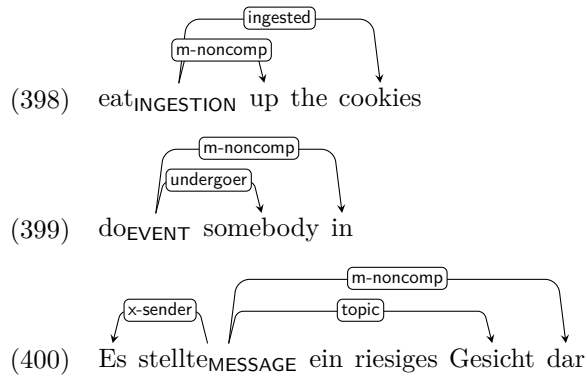 ingested
m-noncomp
(398) eatINGESTION up the cookies
m-noncomp
undergoer
(399) doEVENT somebody in
m-noncomp
x-sender topic
(400) Es stellteMESSAGE ein riesiges Gesicht dar